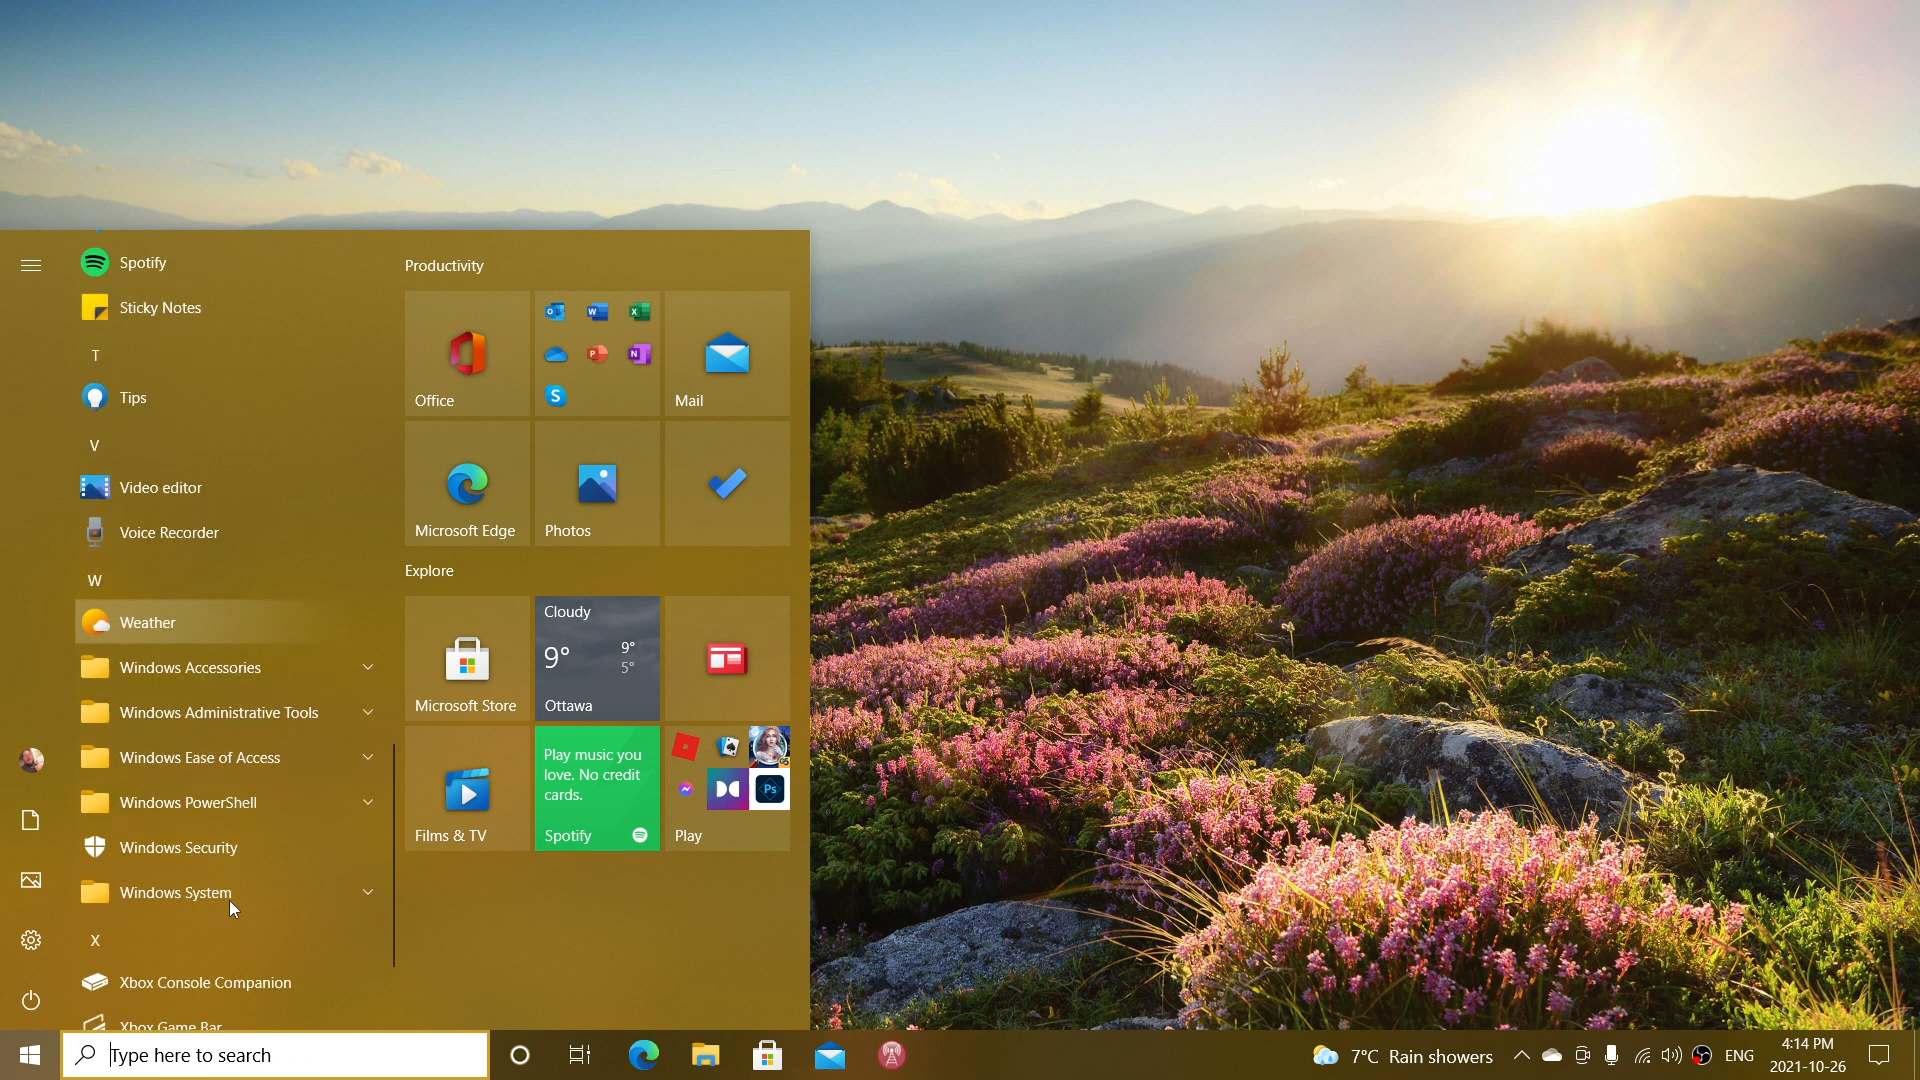 Spotify
Sticky Notes
T
Tips
V
Video editor
Voice Recorder
W
Weather
Windows Accessories
Windows Administrative Tools
Windows Ease of Access
Windows PowerShell
Windows Security
Windows System
X
Xbox Console Companion
Xbox Game Bar
Productivity
Office
Mail
Microsoft Edge
Photos
Explore
Microsoft Store
Cloudy
9°
9°
5°
Ottawa
Films & TV
Play music you
love. No credit
cards.
Spotify
Ps
Play
Type here to search
7°C Rain showers
ENG
4:14 PM
2021-10-26